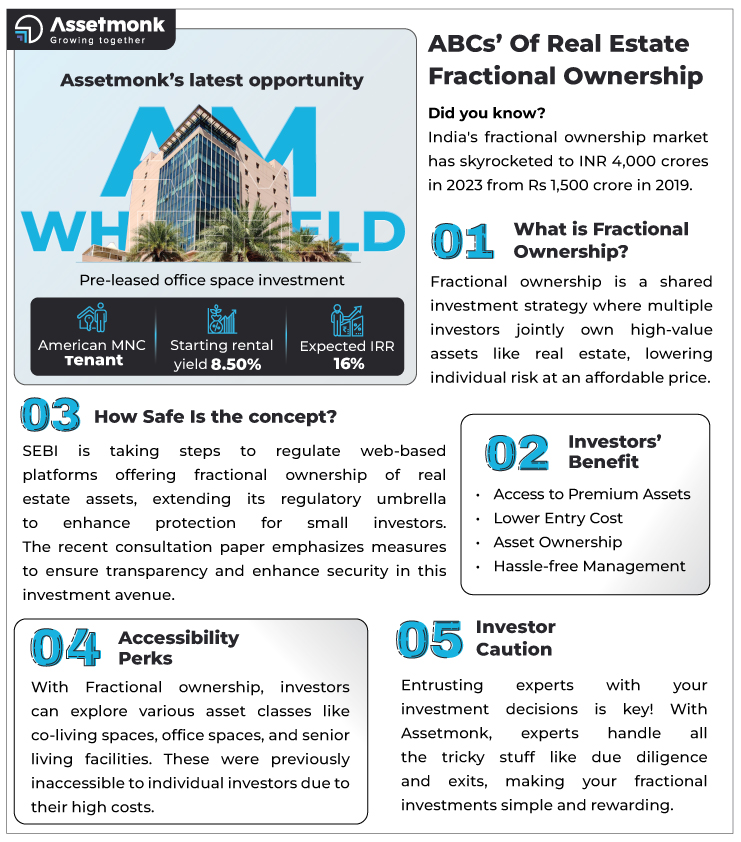 Assetmonk
Growing together
Assetmonk's latest opportunity
AM
Pre-leased office space investment
American MNC
Tenant
Starting rental
yield 8.50%
Expected IRR
16%
ABCs' Of Real Estate
Fractional Ownership
Did you know?
India's fractional ownership market
has skyrocketed to INR 4,000 crores
in 2023 from Rs 1,500 crore in 2019.
01 What is Fractional
Ownership?
Fractional ownership is a shared
investment strategy where multiple
investors jointly own high-value
assets like real estate, lowering
individual risk at an affordable price.
02 Investors'
Benefit
• Access to Premium Assets
• Lower Entry Cost
• Asset Ownership
• Hassle-free Management
03 How Safe Is the concept?
SEBI is taking steps to regulate web-based
platforms offering fractional ownership of real
estate assets, extending its regulatory umbrella
to enhance protection for small investors.
The recent consultation paper emphasizes measures
to ensure transparency and enhance security in this
investment avenue.
04 Accessibility
Perks
With Fractional ownership, investors
can explore various asset classes like
co-living spaces, office spaces, and senior
living facilities. These were previously
inaccessible to individual investors due to
their high costs.
05 Investor
Caution
Entrusting experts with your
investment decisions is key! With
Assetmonk, experts handle all
the tricky stuff like due diligence
and exits, making your fractional
investments simple and rewarding.